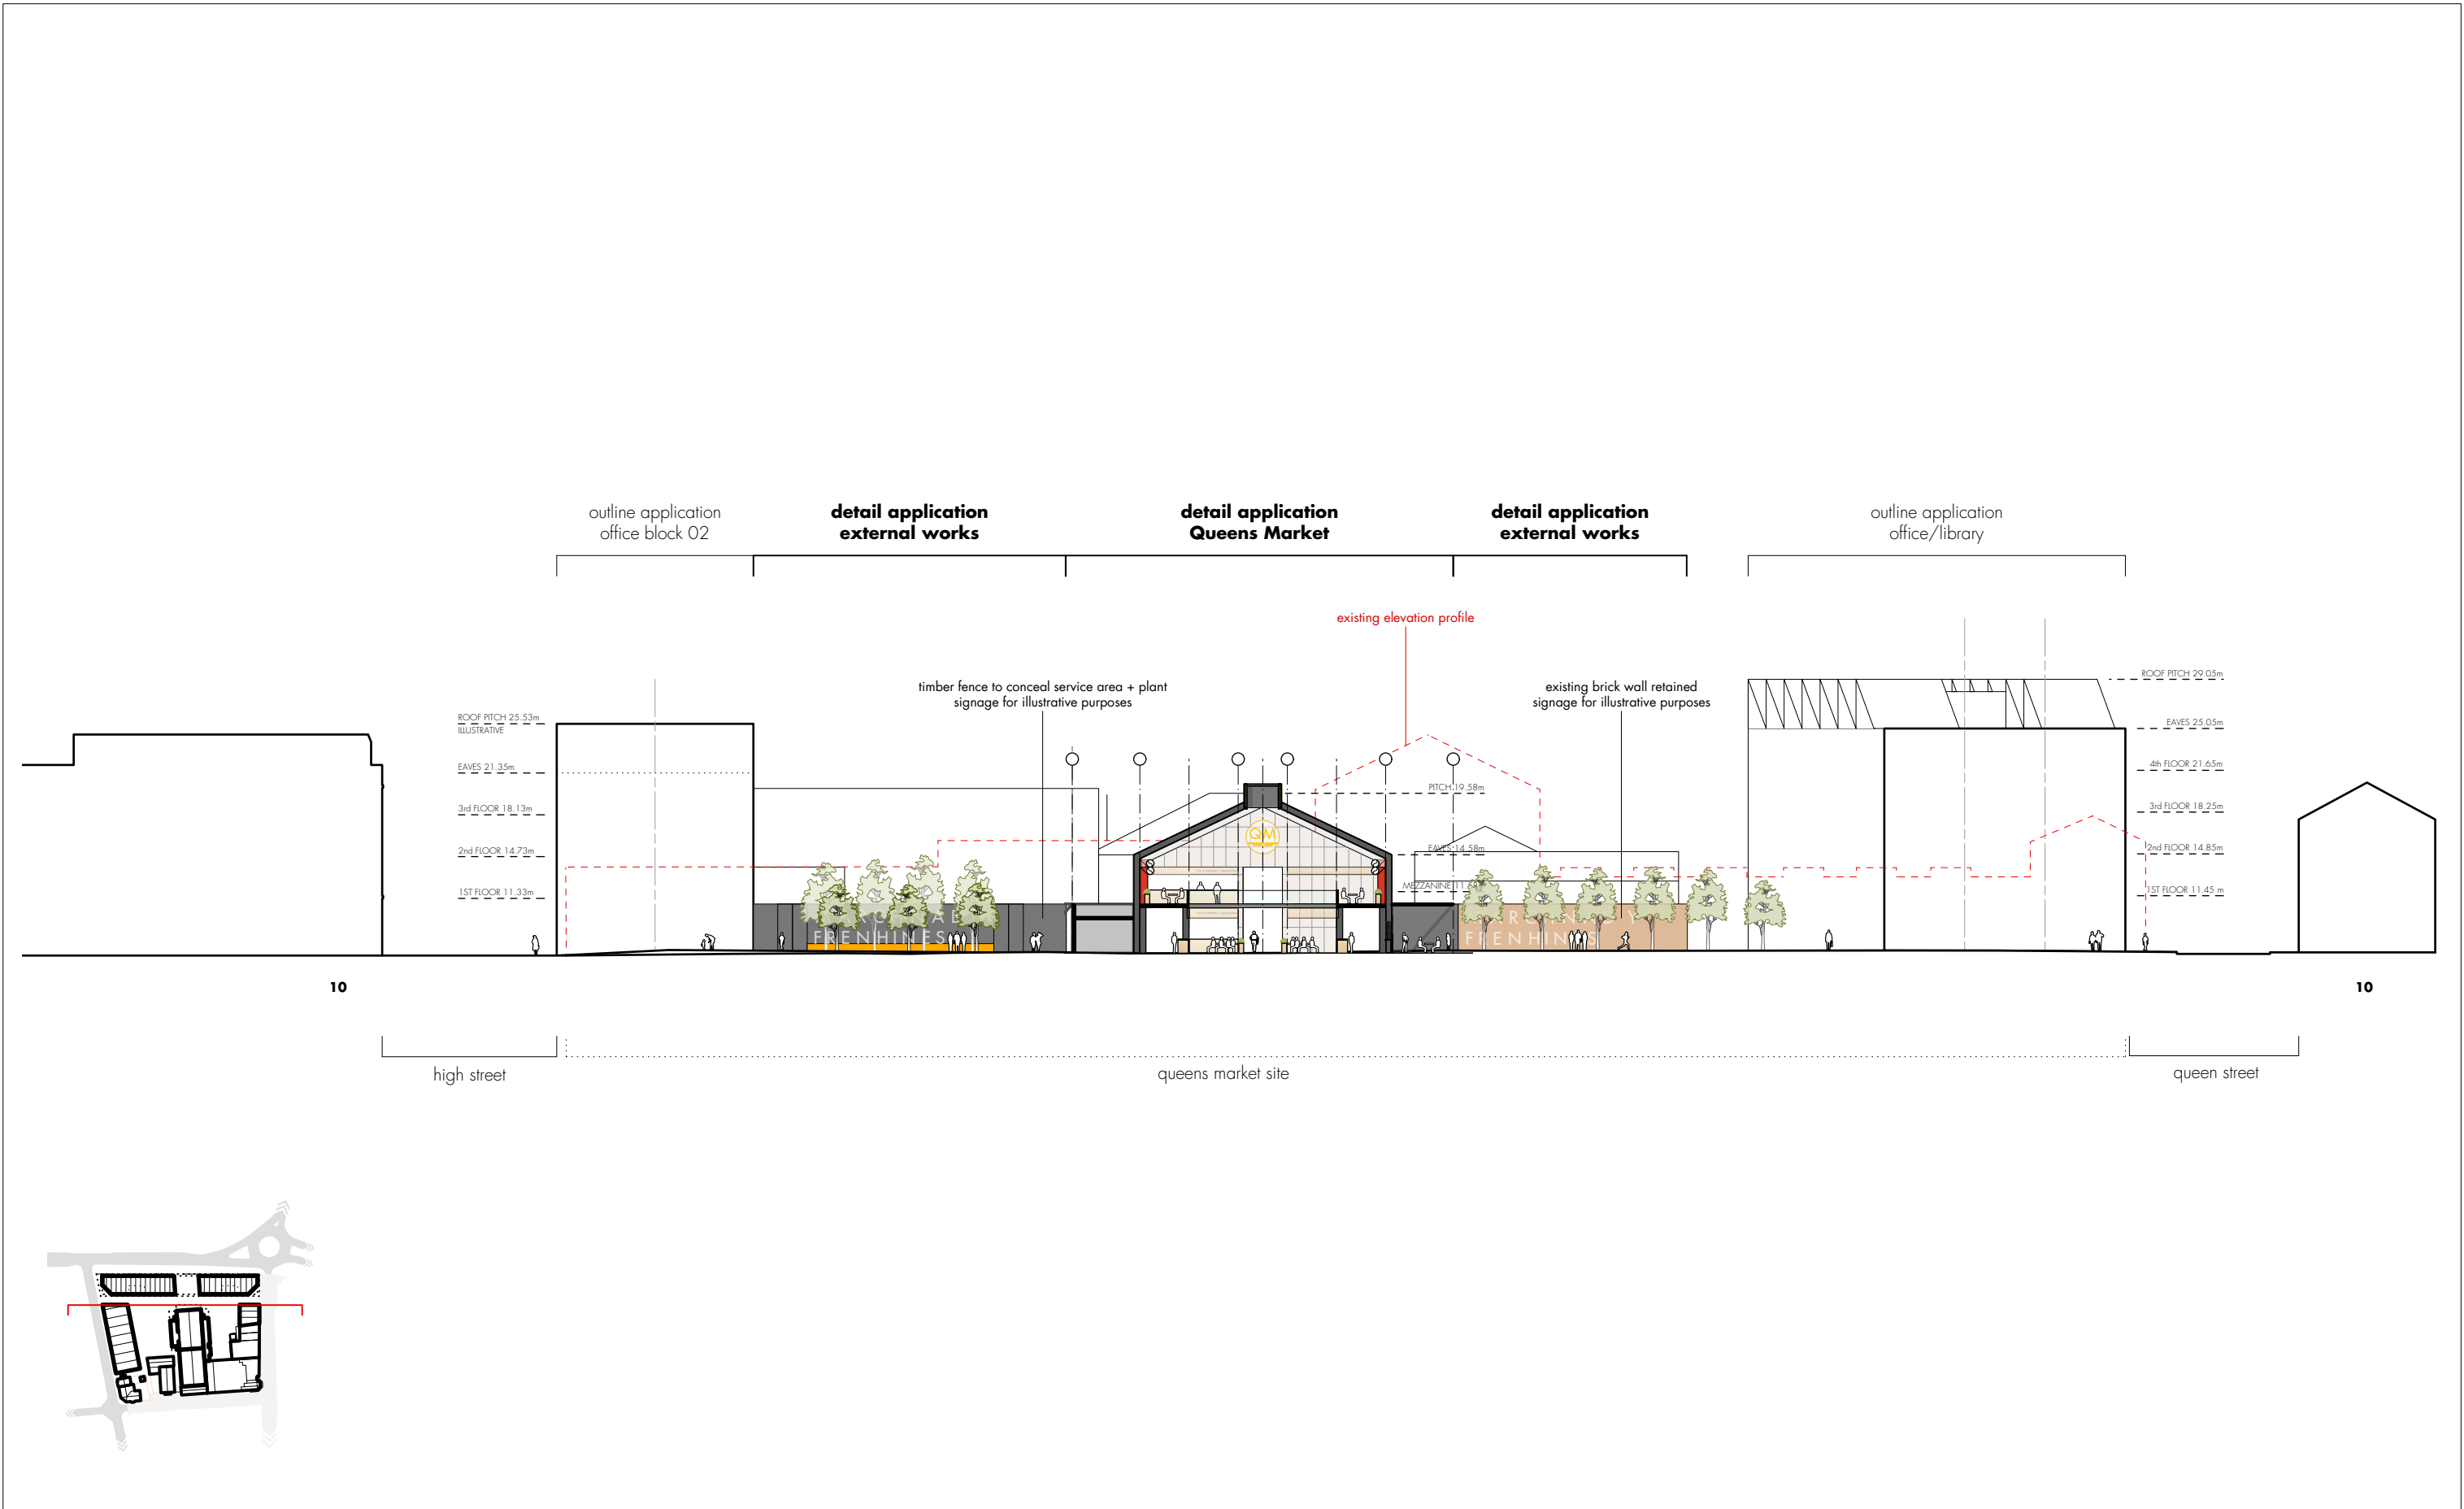 outline application
office block 02
detail application
external works
detail application
Queens Market
detail application
external works
outline application
office/library
existing elevation profile
timber fence to conceal service area + plant
signage for illustrative purposes
existing brick wall retained
signage for illustrative purposes
ROOF PITCH 25.53m
ILLUSTRATIVE
EAVES 21.35m
3rd FLOOR 18.13m
2nd FLOOR 14.73m
1ST FLOOR 11.33m
PITCH 19.58m
EAVES 14.58m
MEZZANINE
QM
FRENHINES
FRENHINES
ROOF PITCH 29.05m
EAVES 25.05m
4th FLOOR 21.65m
3rd FLOOR 18.25m
2nd FLOOR 14.85m
1ST FLOOR 11.45 m
10
10
high street
queens market site
queen street